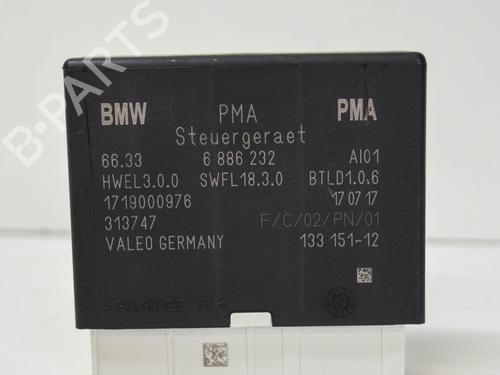 BMW PMA PMA
Steuergeraet
66.33 6 886 232 AI01
HWEL3.0.0 SWFL18.3.0 BTLD1.0.6
1719000976 17 07 17
313747 F/C/02/PN/01
VALEO GERMANY 133 151-12
B-PARTS